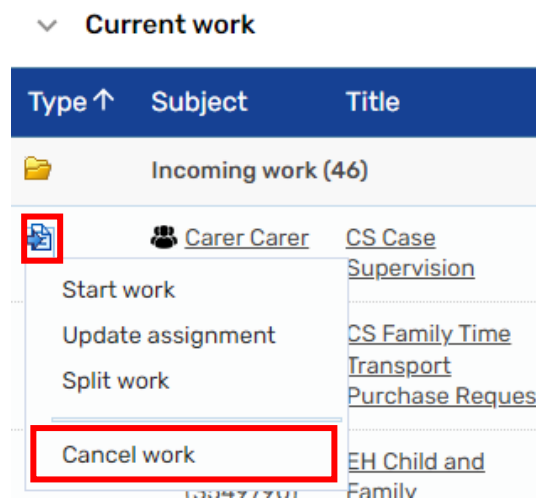 Current work
Type↑ Subject Title
Incoming work (46)
Carer Carer CS Case
Supervision
Start work
Update assignment CS Family Time
Transport
Split work
Purchase Reques
Cancel work
EH Child and
Family